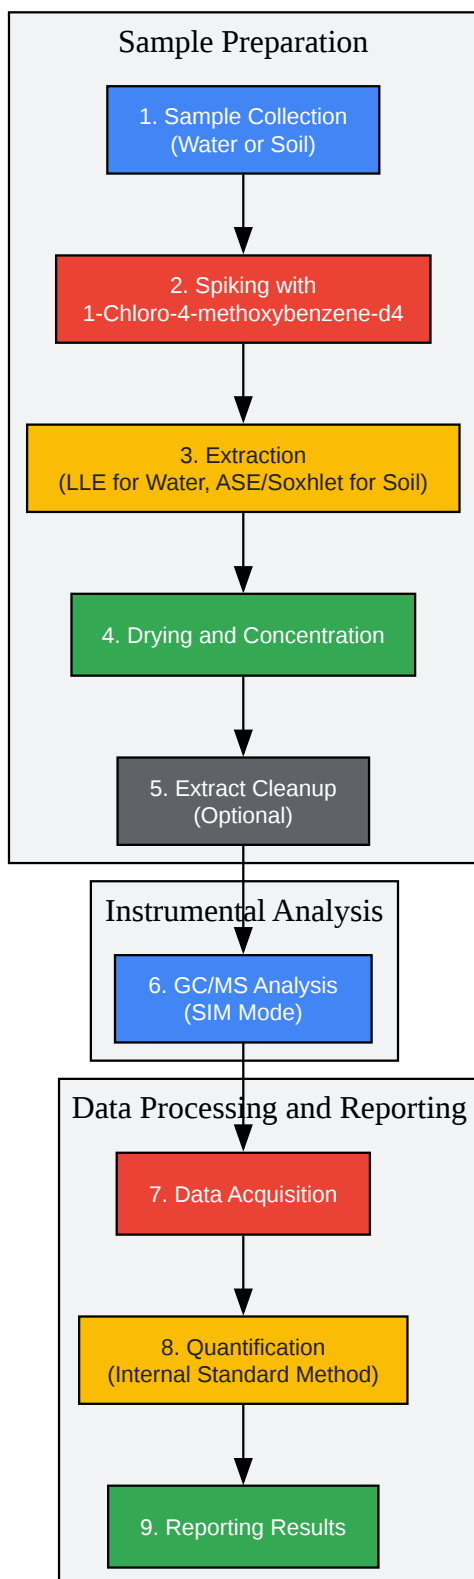 Sample Preparation
1. Sample Collection
(Water or Soil)
2. Spiking with
1-Chloro-4-methoxybenzene-d4
3. Extraction
(LLE for Water, ASE/Soxhlet for Soil)
4. Drying and Concentration
5. Extract Cleanup
(Optional)
Instrumental Analysis
6. GC/MS Analysis
(SIM Mode)
Data Processing and Reporting
7. Data Acquisition
8. Quantification
(Internal Standard Method)
9. Reporting Results